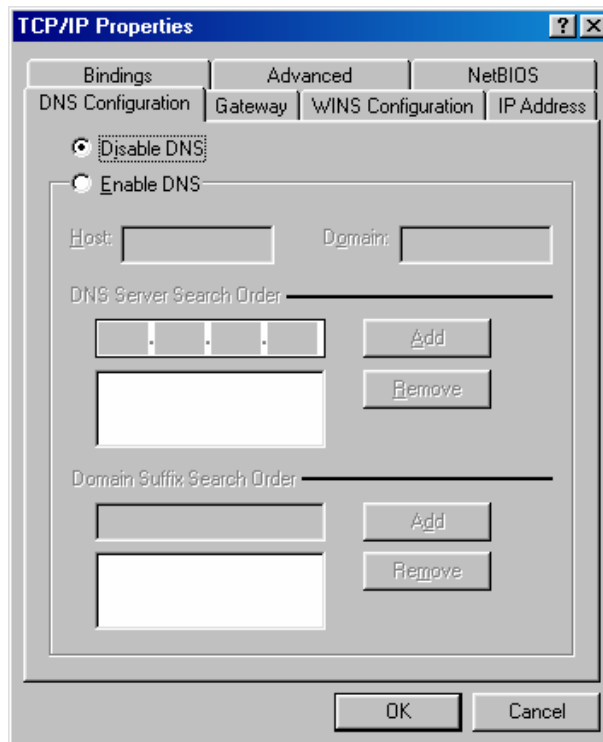 TCP/IP Properties
Bindings Advanced NetBIOS
DNS Configuration Gateway WINS Configuration IP Address
Disable DNS
Enable DNS
Host: Domain:
DNS Server Search Order
. . .
Add
Remove
Domain Suffix Search Order
Add
Remove
OK Cancel